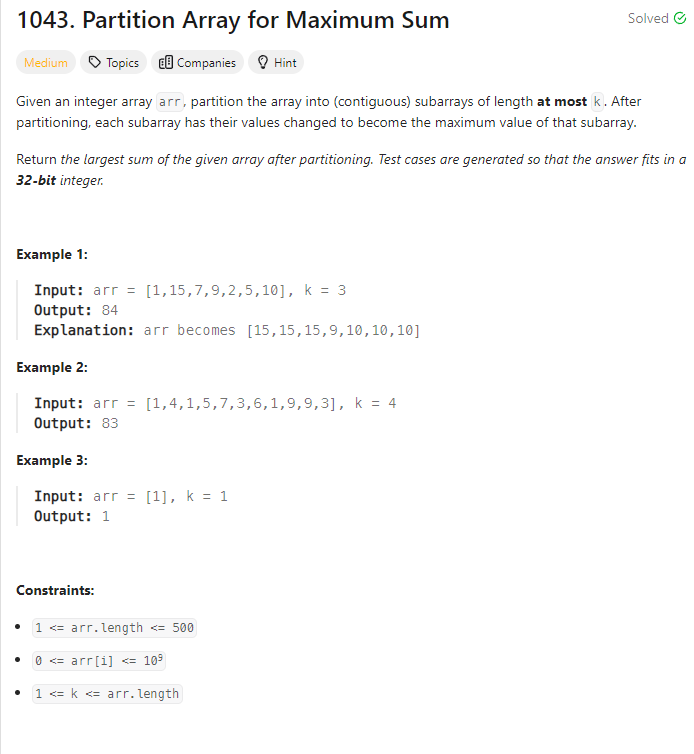 1043. Partition Array for Maximum Sum
Solved
Medium Topics Companies Hint
Given an integer array arr, partition the array into (contiguous) subarrays of length at most k. After
partitioning, each subarray has their values changed to become the maximum value of that subarray.
Return the largest sum of the given array after partitioning. Test cases are generated so that the answer fits in a
32-bit integer.
Example 1:
Input: arr = [1,15,7,9,2,5,10], k = 3
Output: 84
Explanation: arr becomes [15,15,15,9,10,10,10]
Example 2:
Input: arr = [1,4,1,5,7,3,6,1,9,9,3], k = 4
Output: 83
Example 3:
Input: arr = [1], k = 1
Output: 1
Constraints:
• 1 <= arr.length <= 500
• 0 <= arr[i] <= 10⁹
• 1 <= k <= arr.length